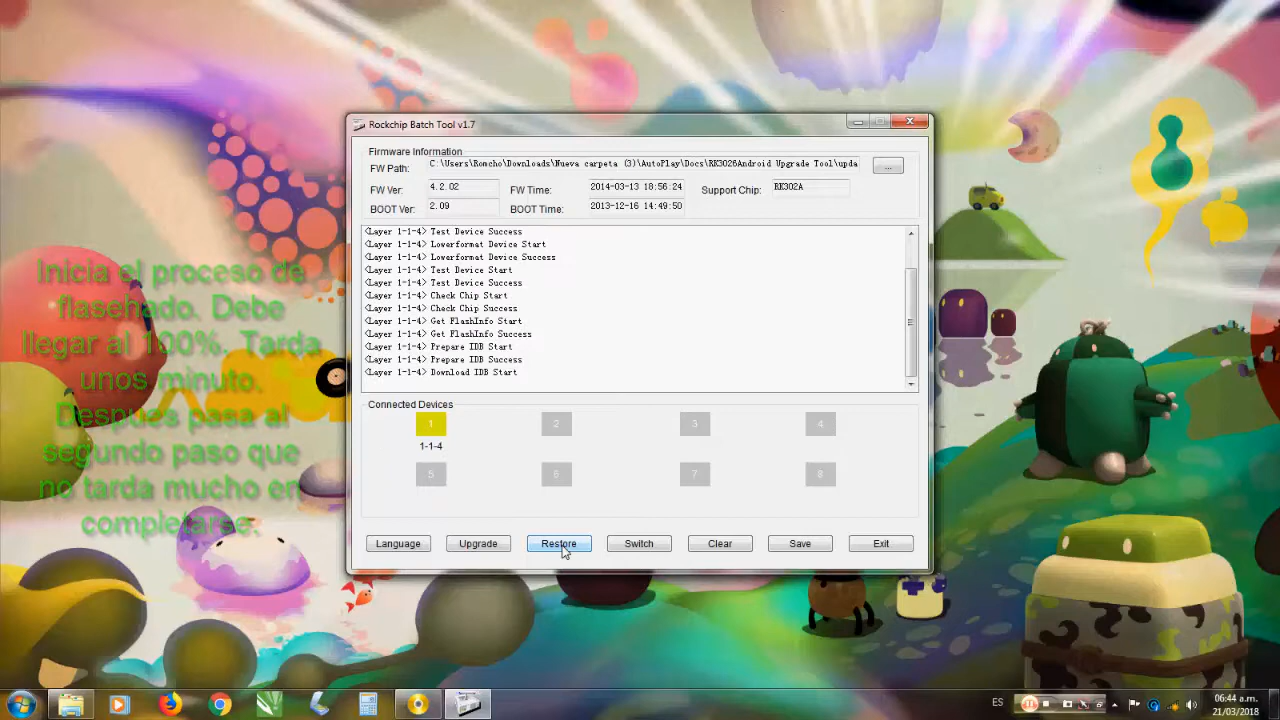 Rockchip Batch Tool v1.7
Firmware Information
FW Path:
C:\Users\Romcho\Downloads\Nueva carpeta (3)\AutoPlay\Docs\RK3026Android Upgrade Tool\upda
...
FW Ver:
4.2.02
FW Time:
2014-03-13 18:56:24
Support Chip:
RK302A
BOOT Ver:
2.09
BOOT Time:
2013-12-16 14:49:50
<Layer 1-1-4> Test Device Success
<Layer 1-1-4> Lowerformat Device Start
<Layer 1-1-4> Lowerformat Device Success
<Layer 1-1-4> Test Device Start
<Layer 1-1-4> Test Device Success
<Layer 1-1-4> Check Chip Start
<Layer 1-1-4> Check Chip Success
<Layer 1-1-4> Get FlashInfo Start
<Layer 1-1-4> Get FlashInfo Success
<Layer 1-1-4> Prepare IDB Start
<Layer 1-1-4> Prepare IDB Success
<Layer 1-1-4> Download IDB Start
Connected Devices
1 2 3 4
1-1-4
5 6 7 8
Language Upgrade Restore Switch Clear Save Exit
Inicia el proceso de
flasehado. Debe
llegar al 100%. Tarda
unos minuto.
Despues pasa al
segundo paso que
no tarda mucho en
completarse.
ES
06:44 a.m.
21/03/2018